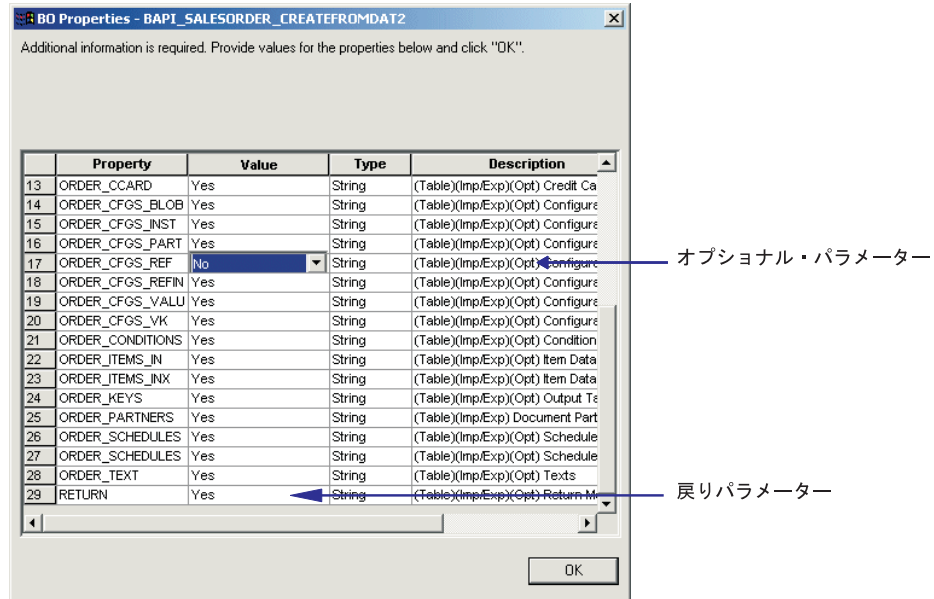 BO Properties - BAPI_SALESORDER_CREATEFROMDAT2
Additional information is required. Provide values for the properties below and click "OK".
Property Value Type Description
13 ORDER_CCARD Yes String (Table)(Imp/Exp)(Opt) Credit Ca
14 ORDER_CFGS_BLOB Yes String (Table)(Imp/Exp)(Opt) Configura
15 ORDER_CFGS_INST Yes String (Table)(Imp/Exp)(Opt) Configura
16 ORDER_CFGS_PART Yes String (Table)(Imp/Exp)(Opt) Configura
17 ORDER_CFGS_REF No String (Table)(Imp/Exp)(Opt) Configura
オプショナル・パラメーター
18 ORDER_CFGS_REFIN Yes String (Table)(Imp/Exp)(Opt) Configura
19 ORDER_CFGS_VALU Yes String (Table)(Imp/Exp)(Opt) Configura
20 ORDER_CFGS_VK Yes String (Table)(Imp/Exp)(Opt) Configura
21 ORDER_CONDITIONS Yes String (Table)(Imp/Exp)(Opt) Condition
22 ORDER_ITEMS_IN Yes String (Table)(Imp/Exp)(Opt) Item Data
23 ORDER_ITEMS_INX Yes String (Table)(Imp/Exp)(Opt) Item Data
24 ORDER_KEYS Yes String (Table)(Imp/Exp)(Opt) Output Ta
25 ORDER_PARTNERS Yes String (Table)(Imp/Exp) Document Part
26 ORDER_SCHEDULES Yes String (Table)(Imp/Exp)(Opt) Schedule
27 ORDER_SCHEDULES Yes String (Table)(Imp/Exp)(Opt) Schedule
28 ORDER_TEXT Yes String (Table)(Imp/Exp)(Opt) Texts
29 RETURN Yes String (Table)(Imp/Exp)(Opt) Return M
戻りパラメーター
OK